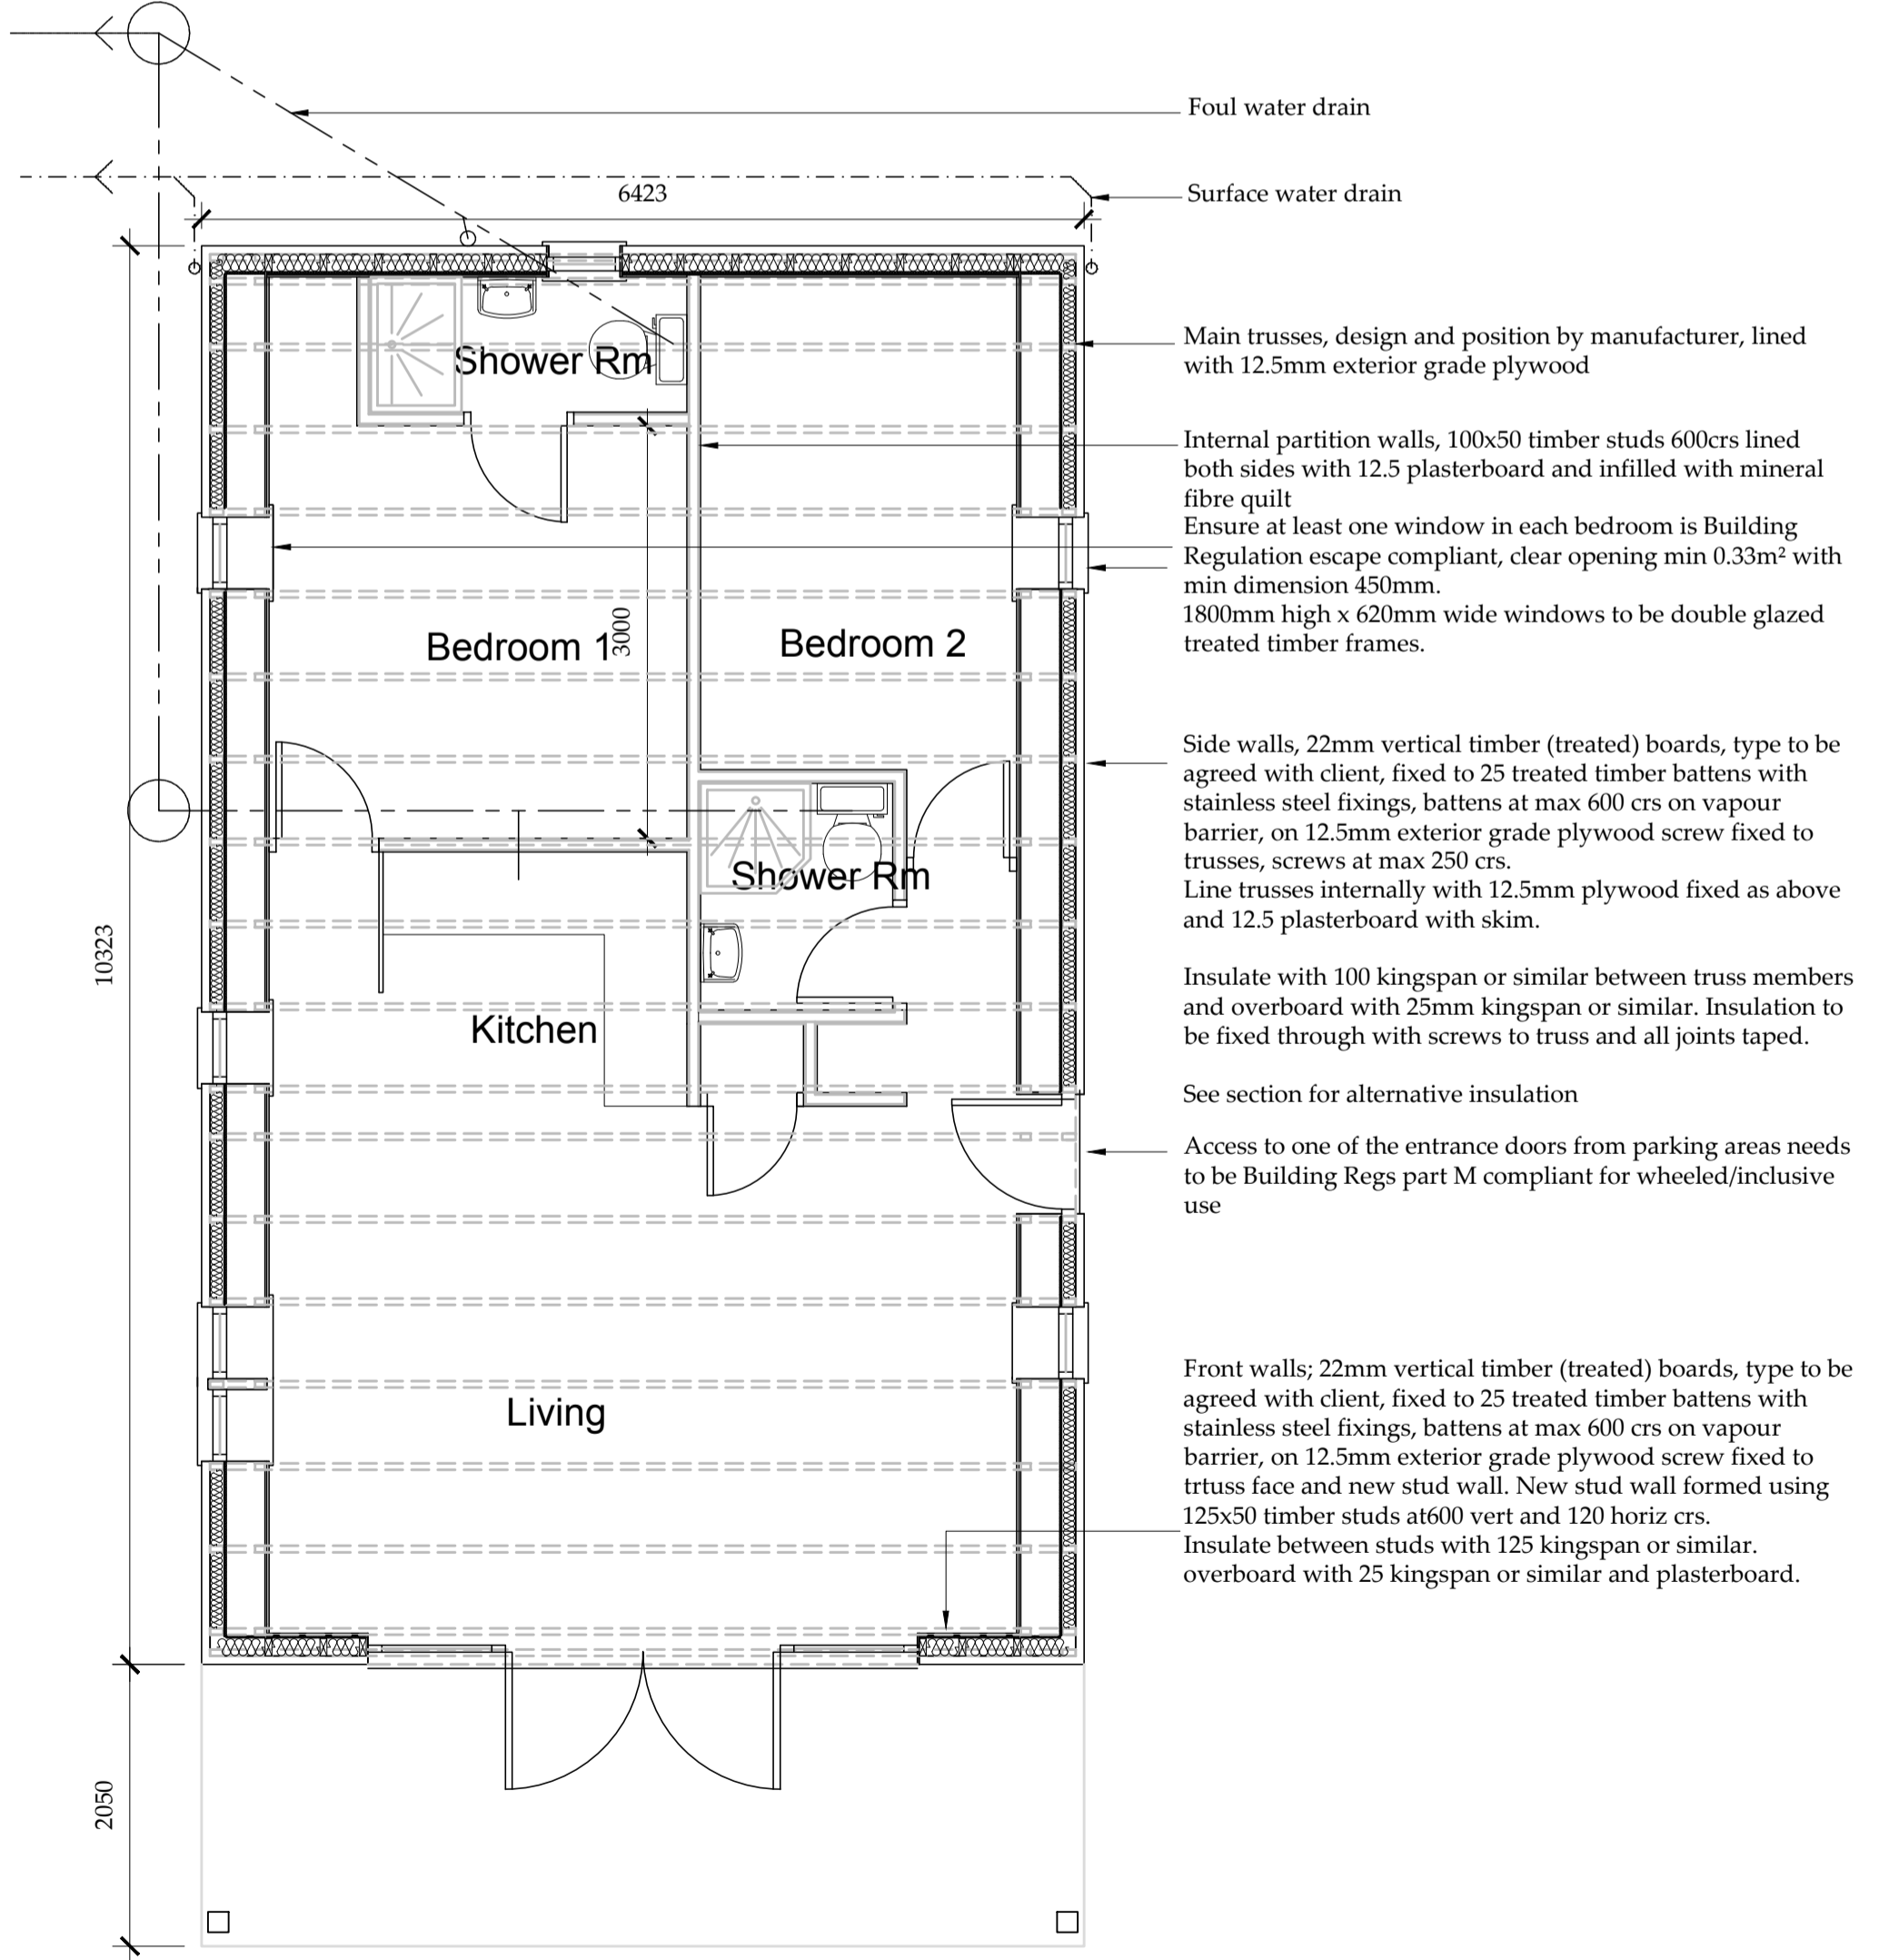 Foul water drain
Surface water drain
6423
Main trusses, design and position by manufacturer, lined
with 12.5mm exterior grade plywood
Shower Rm
Internal partition walls, 100x50 timber studs 600crs lined
both sides with 12.5 plasterboard and infilled with mineral
fibre quilt
Ensure at least one window in each bedroom is Building
Regulation escape compliant, clear opening min 0.33m² with
min dimension 450mm.
1800mm high x 620mm wide windows to be double glazed
treated timber frames.
Bedroom 1
3000
Bedroom 2
Side walls, 22mm vertical timber (treated) boards, type to be
agreed with client, fixed to 25 treated timber battens with
stainless steel fixings, battens at max 600 crs on vapour
barrier, on 12.5mm exterior grade plywood screw fixed to
trusses, screws at max 250 crs.
Line trusses internally with 12.5mm plywood fixed as above
and 12.5 plasterboard with skim.
Shower Rm
10323
Insulate with 100 kingspan or similar between truss members
and overboard with 25mm kingspan or similar. Insulation to
be fixed through with screws to truss and all joints taped.
Kitchen
See section for alternative insulation
Access to one of the entrance doors from parking areas needs
to be Building Regs part M compliant for wheeled/inclusive
use
Living
Front walls; 22mm vertical timber (treated) boards, type to be
agreed with client, fixed to 25 treated timber battens with
stainless steel fixings, battens at max 600 crs on vapour
barrier, on 12.5mm exterior grade plywood screw fixed to
trtuss face and new stud wall. New stud wall formed using
125x50 timber studs at600 vert and 120 horiz crs.
Insulate between studs with 125 kingspan or similar.
overboard with 25 kingspan or similar and plasterboard.
2050